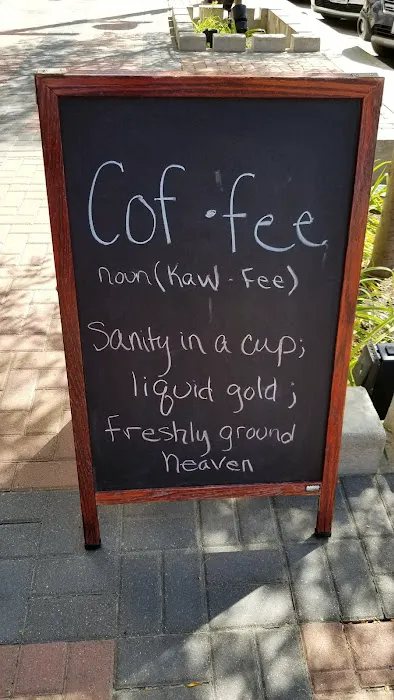 Cof · fee
noun (Kaw - Fee)
Sanity in a cup;
liquid gold;
freshly ground
heaven